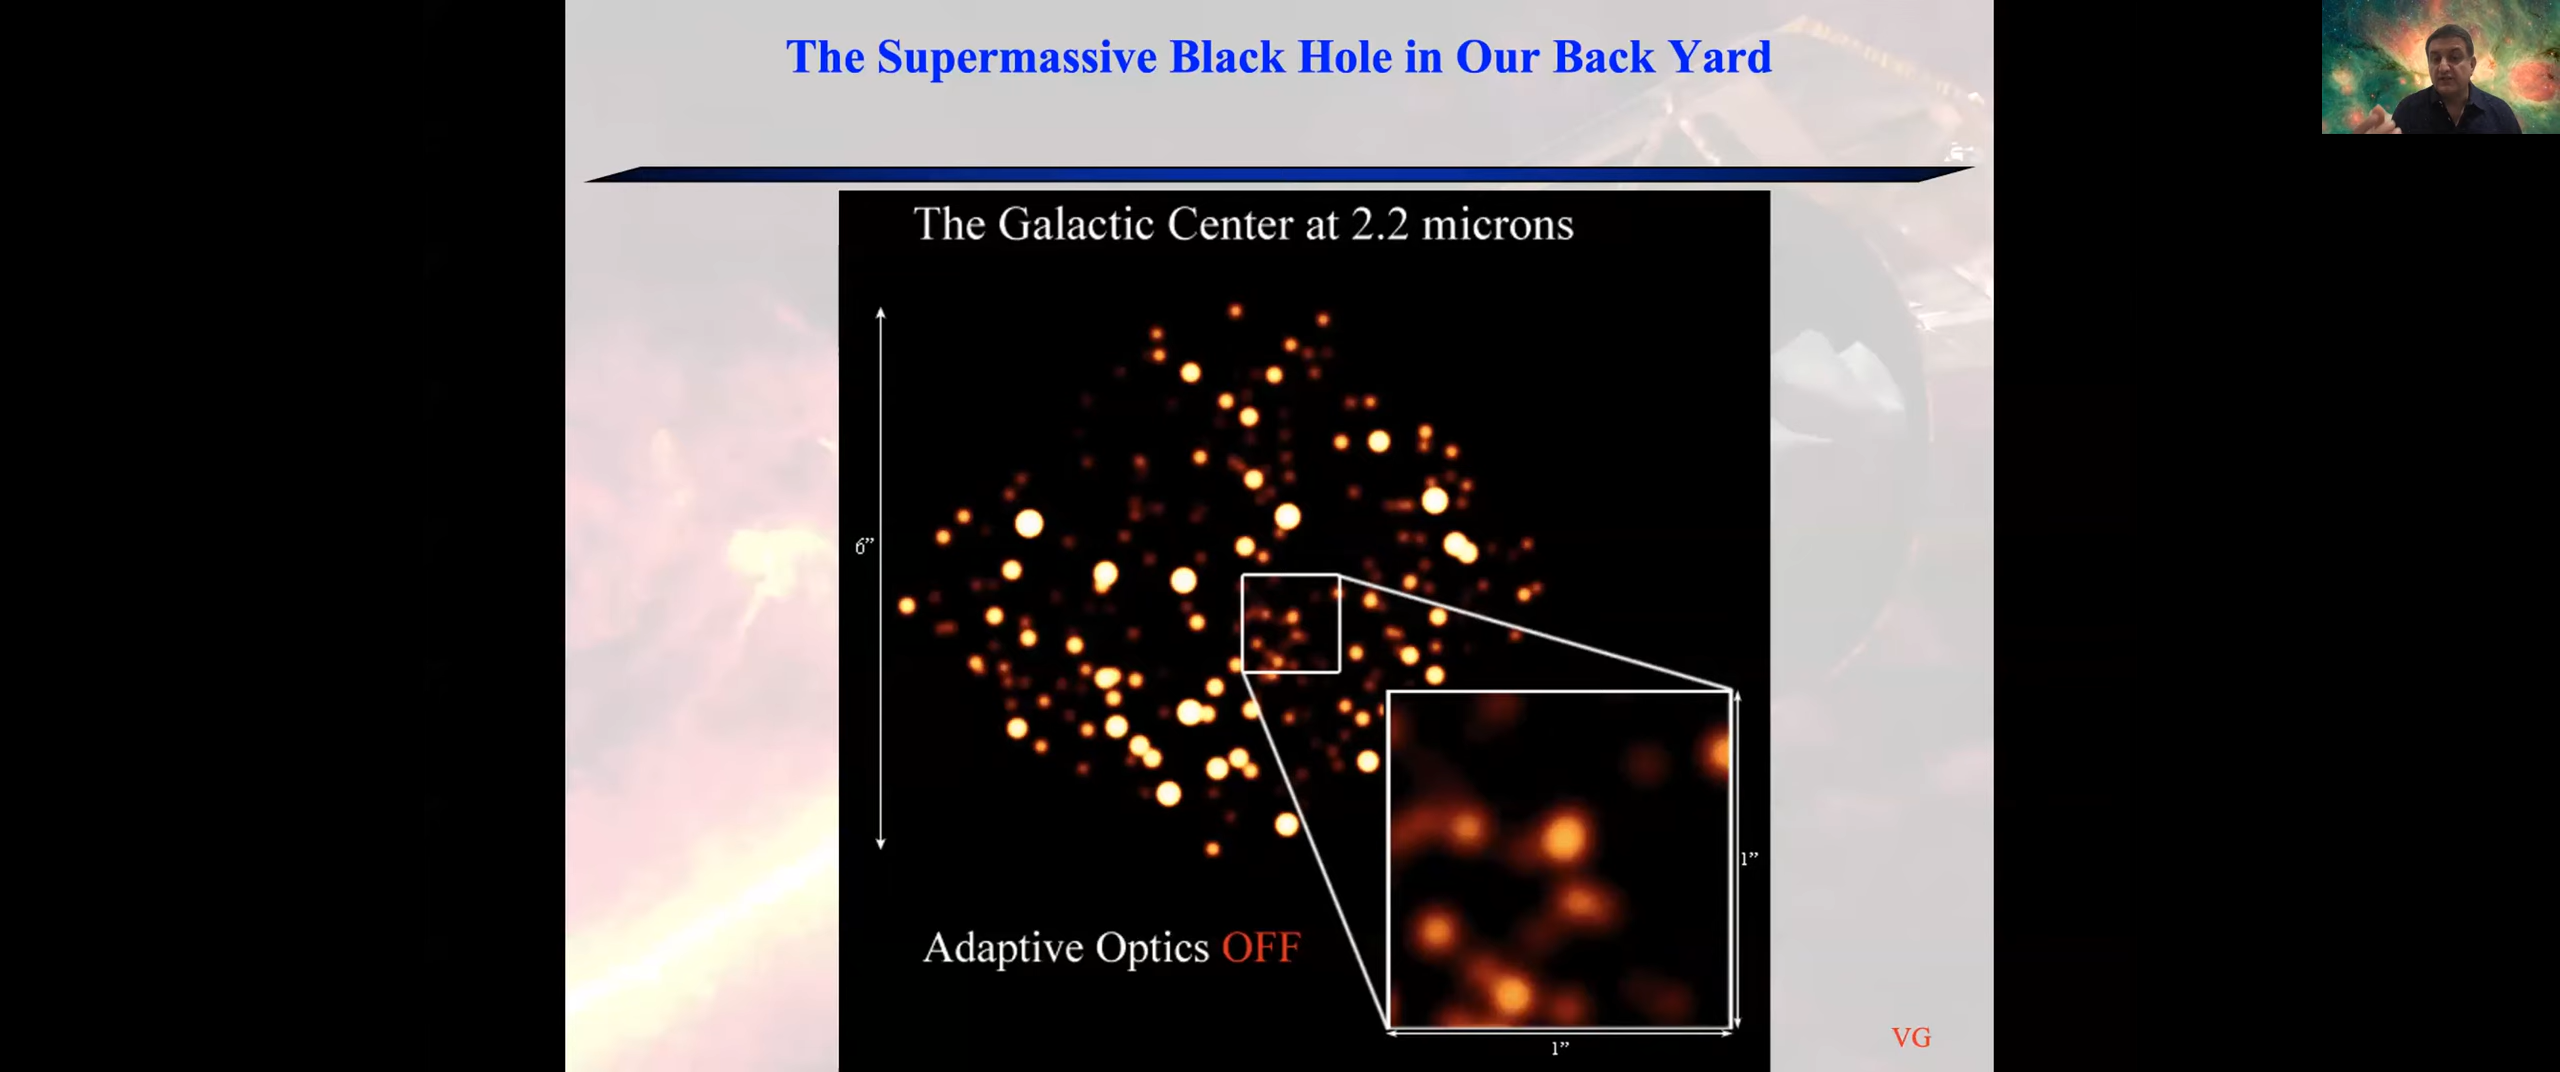 The Supermassive Black Hole in Our Back Yard
The Galactic Center at 2.2 microns
6”
1”
Adaptive Optics OFF
1”
VG